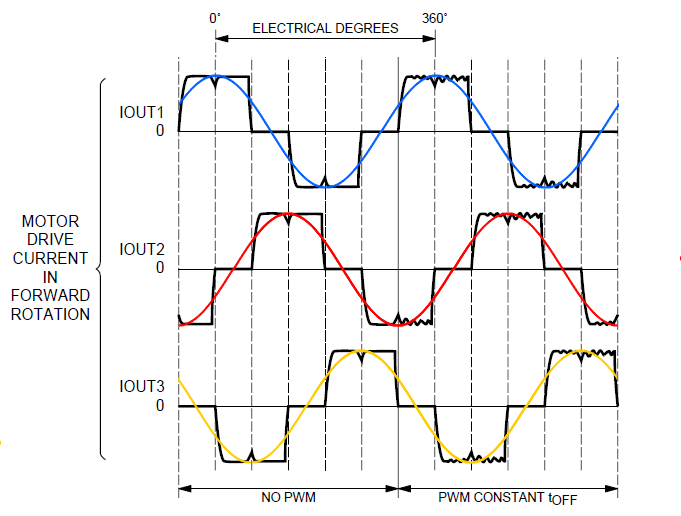 0° 360°
ELECTRICAL DEGREES
IOUT1
0
MOTOR
DRIVE
CURRENT
IN
FORWARD
ROTATION
IOUT2
0
IOUT3
0
NO PWM
PWM CONSTANT tOFF